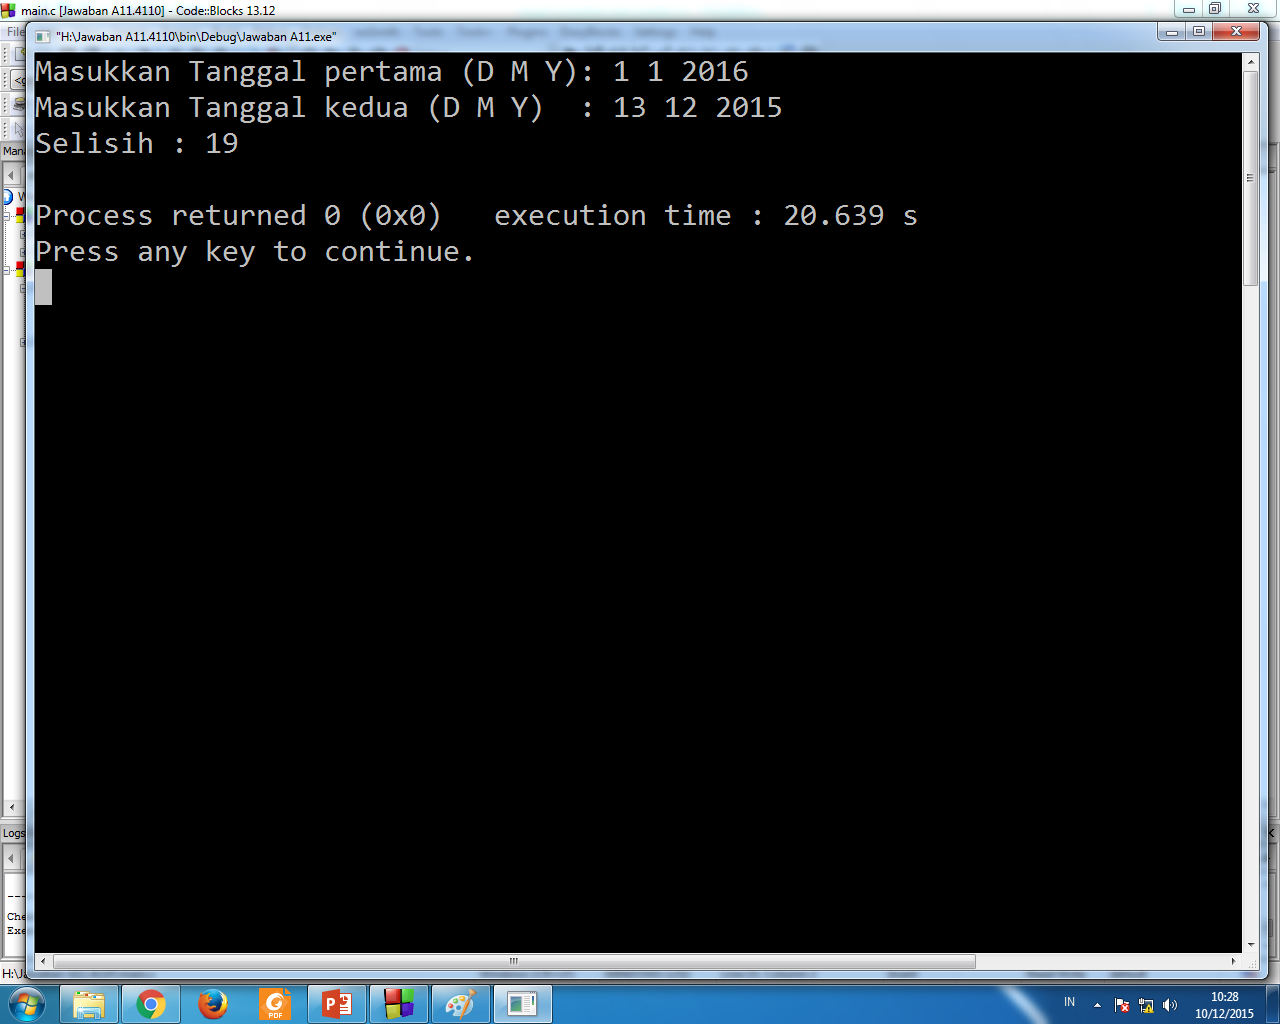 main.c [Jawaban A11.4110] - Code::Blocks 13.12
"H:\Jawaban A11.4110\bin\Debug\Jawaban A11.exe"
Masukkan Tanggal pertama (D M Y): 1 1 2016
Masukkan Tanggal kedua (D M Y)  : 13 12 2015
Selisih : 19
Process returned 0 (0x0)   execution time : 20.639 s
Press any key to continue.
Logs
IN
10:28
10/12/2015